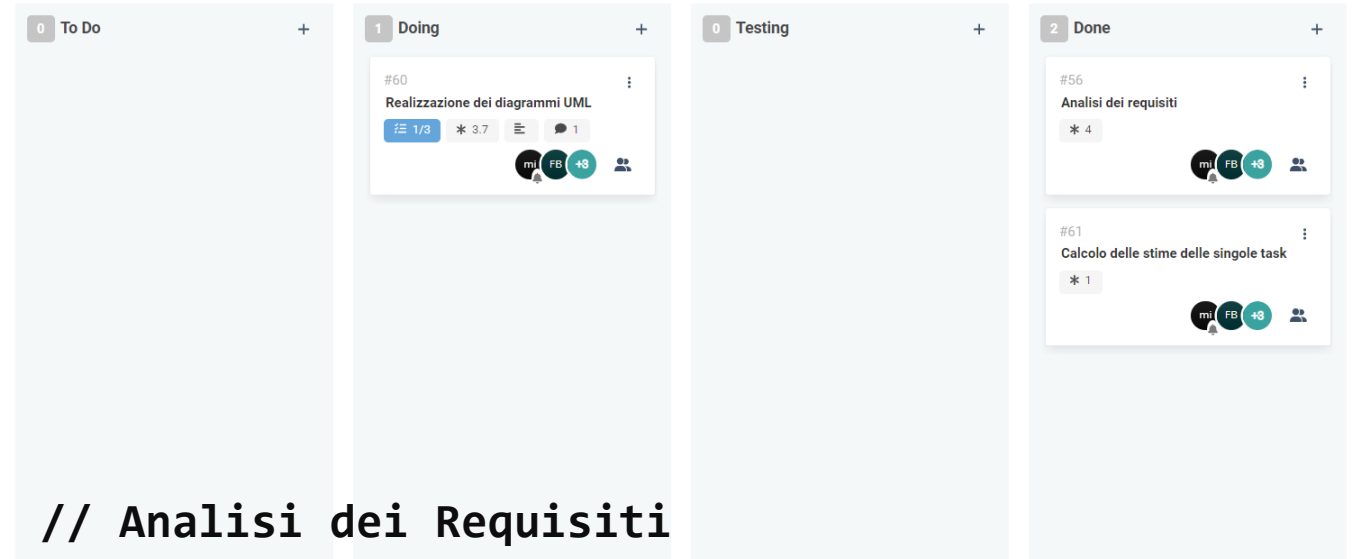 0 To Do +
1 Doing +
#60
Realizzazione dei diagrammi UML
1/3 3.7 1
mi FB +3
0 Testing +
2 Done +
#56
Analisi dei requisiti
4
mi FB +3
#61
Calcolo delle stime delle singole task
1
mi FB +3
// Analisi dei Requisiti